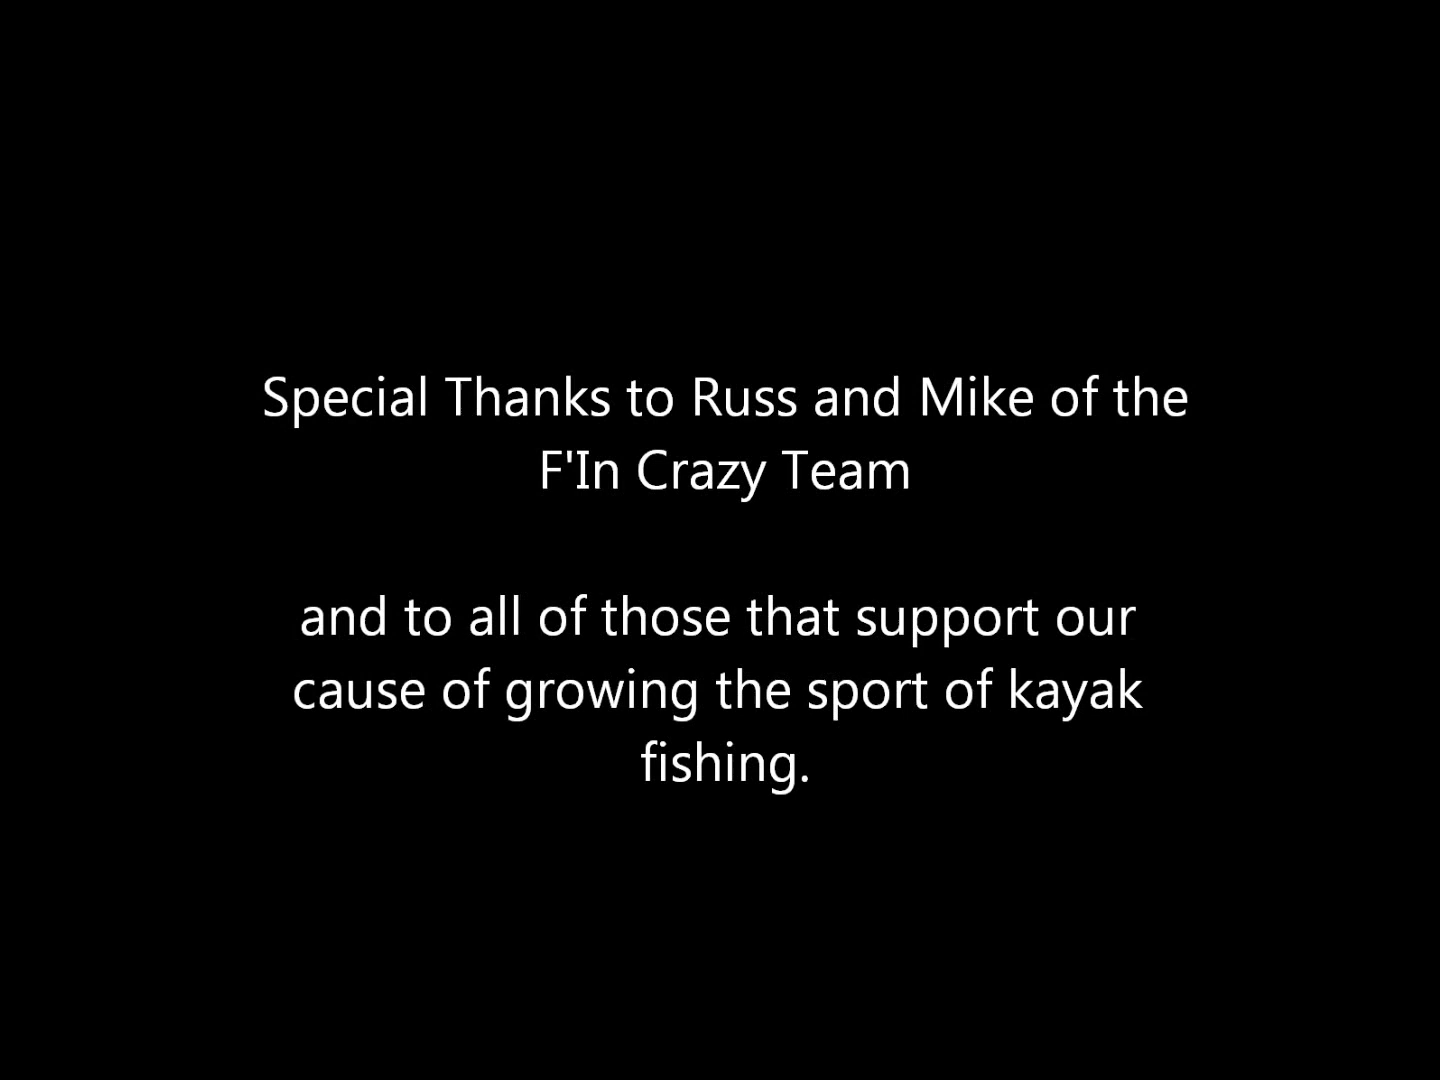 Special Thanks to Russ and Mike of the
F'In Crazy Team
and to all of those that support our
cause of growing the sport of kayak
fishing.